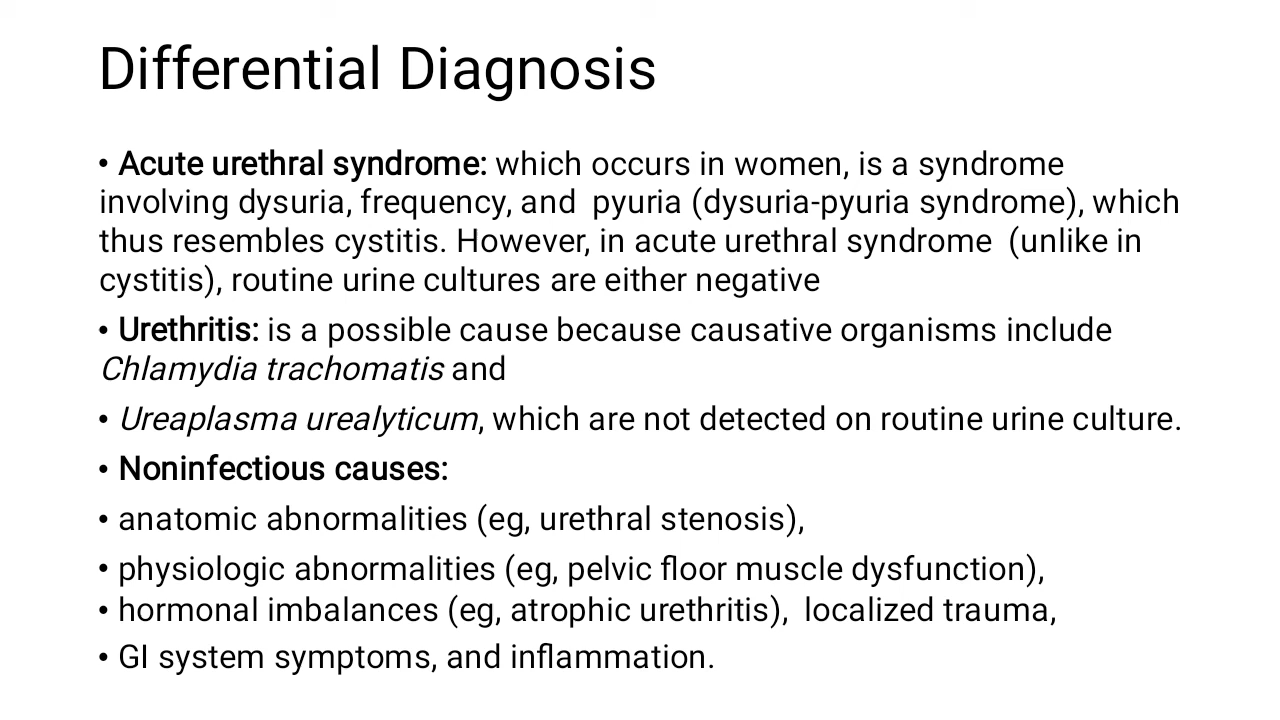 Differential Diagnosis
• Acute urethral syndrome: which occurs in women, is a syndrome
involving dysuria, frequency, and  pyuria (dysuria-pyuria syndrome), which
thus resembles cystitis. However, in acute urethral syndrome  (unlike in
cystitis), routine urine cultures are either negative
• Urethritis: is a possible cause because causative organisms include
Chlamydia trachomatis and
• Ureaplasma urealyticum, which are not detected on routine urine culture.
• Noninfectious causes:
• anatomic abnormalities (eg, urethral stenosis),
• physiologic abnormalities (eg, pelvic floor muscle dysfunction),
• hormonal imbalances (eg, atrophic urethritis),  localized trauma,
• GI system symptoms, and inflammation.